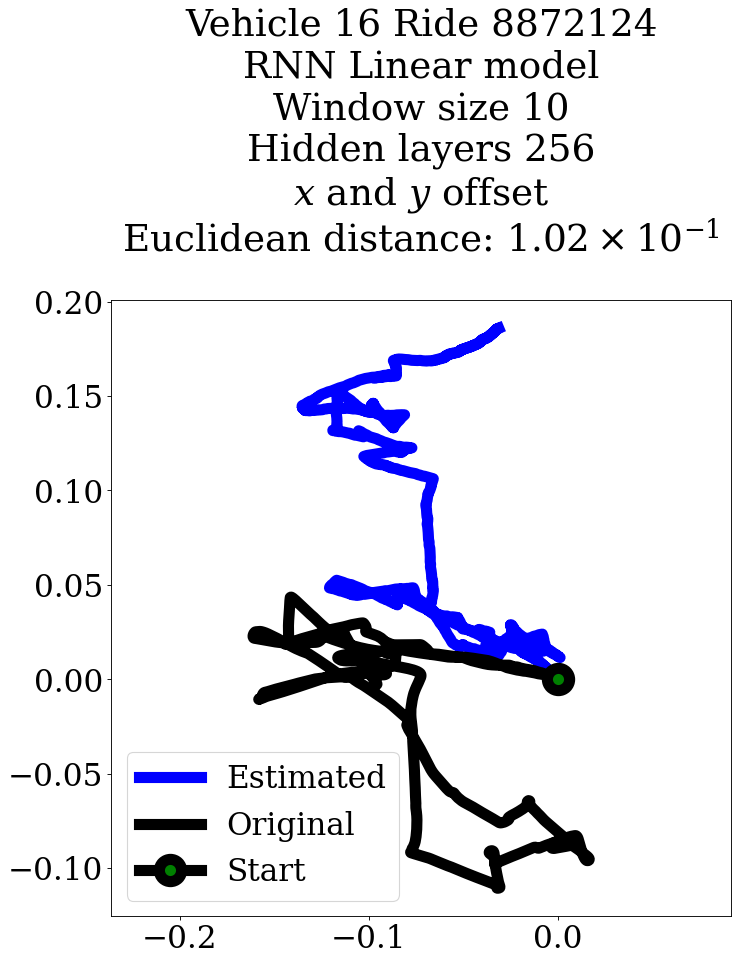 Vehicle 16 Ride 8872124
RNN Linear model
Window size 10
Hidden layers 256
x and y offset
Euclidean distance: 1.02 × 10⁻¹
0.20
0.15
0.10
0.05
0.00
−0.05
−0.10
Estimated
Original
Start
−0.2
−0.1
0.0